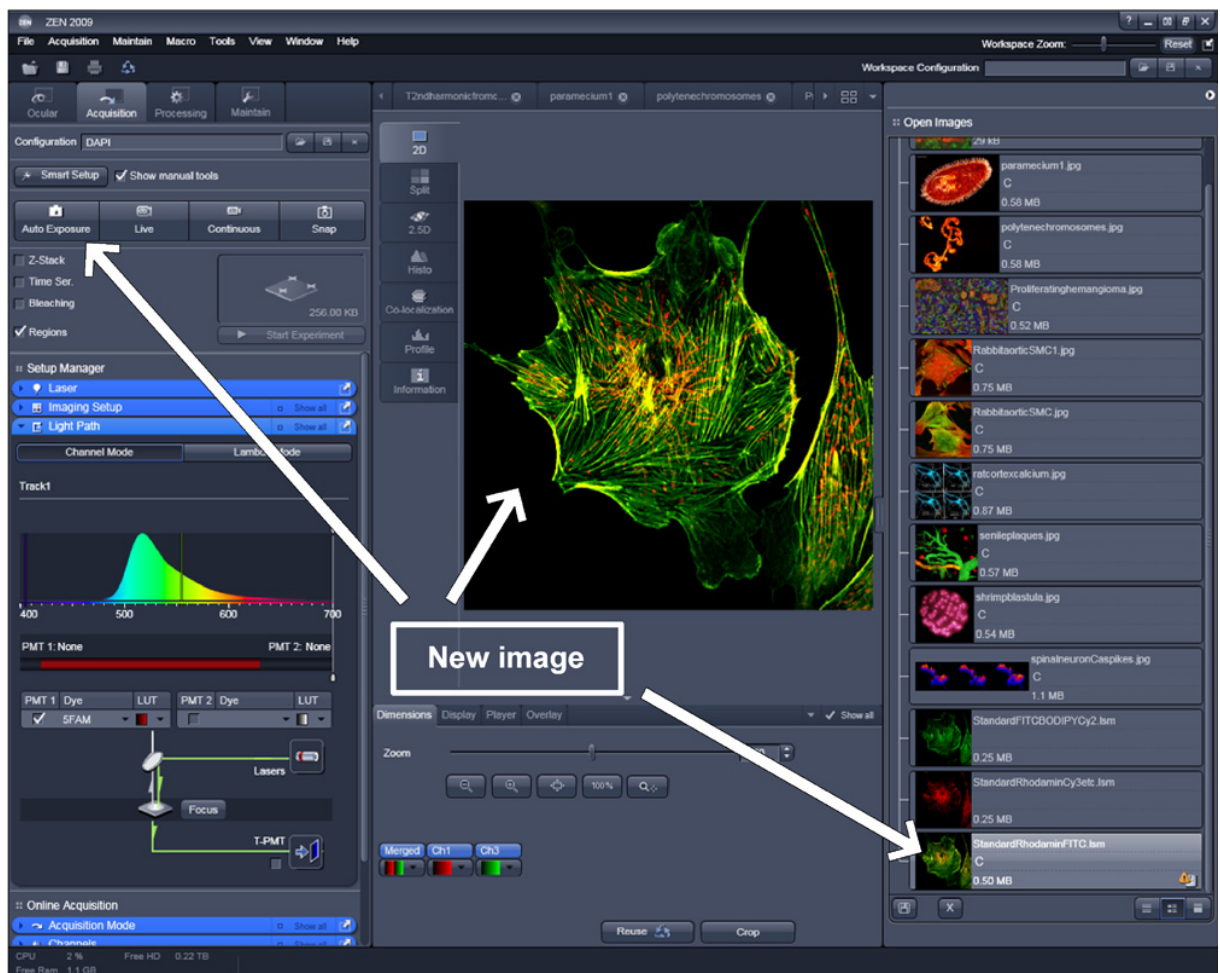 ZEN 2009
File Acquisition Maintain Macro Tools View Window Help
Workspace Zoom: Reset
Workspace Configuration
Ocular Acquisition Processing Maintain
T2ndharmonicfromc... paramecium1 polytenechromosomes
Configuration DAPI
Smart Setup Show manual tools
Auto Exposure Live Continuous Snap
Z-Stack
Time Ser.
Bleaching
Regions
256.00 KB
Start Experiment
Setup Manager
Laser
Imaging Setup Show all
Light Path Show all
Channel Mode
Track1
400 500 600 700
PMT 1: None PMT 2: None
PMT 1 Dye LUT PMT 2 Dye LUT
5FAM
Lasers
Focus
T-PMT
Online Acquisition
Acquisition Mode Show all
Channels Show all
CPU 2 % Free HD 0.22 TB
Free Ram 1.1 GB
2D
Split
2.5D
Histo
Co-localization
Profile
Information
New image
Dimensions Display Player Overlay Show all
Zoom
100%
Merged Ch1 Ch3
Reuse Crop
Open Images
29 kB
paramecium1.jpg
C
0.58 MB
polytenechromosomes.jpg
C
0.58 MB
Proliferatinghemangioma.jpg
C
0.52 MB
RabbitaorticSMC1.jpg
C
0.75 MB
RabbitaorticSMC.jpg
C
0.75 MB
ratcortexcalcium.jpg
C
0.87 MB
senileplaques.jpg
C
0.57 MB
shrimpblastula.jpg
C
0.54 MB
spinalneuronCaspikes.jpg
C
1.1 MB
StandardFITCBODIPYCy2.lsm
0.25 MB
StandardRhodaminCy3etc.lsm
0.25 MB
StandardRhodaminFITC.lsm
C
0.50 MB